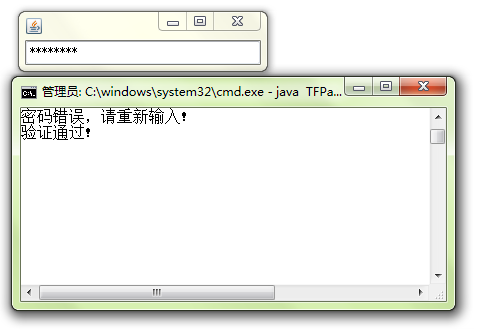 ********
管理员: C:\windows\system32\cmd.exe - java  TFPa...
密码错误，请重新输入！
验证通过！